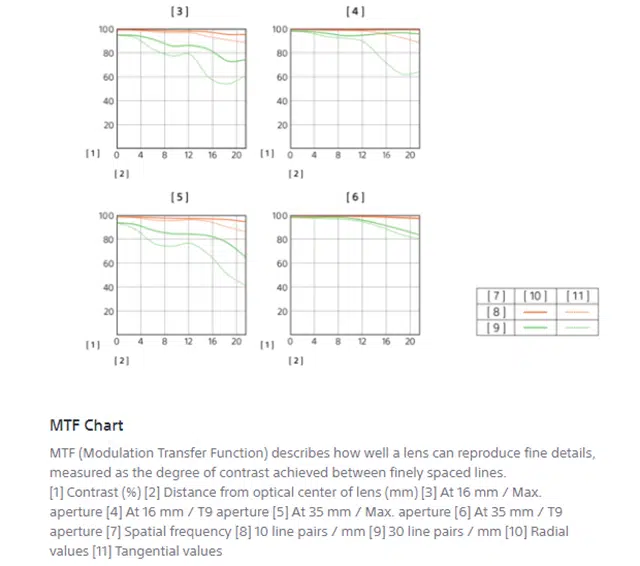 [3] [4]
100 100
80 80
60 60
40 40
20 20
[1] 0 4 8 12 16 20 [1] 0 4 8 12 16 20
[2] [2]
[5] [6]
100 100
80 80
60 60
40 40
20 20
[1] 0 4 8 12 16 20 [1] 0 4 8 12 16 20
[2] [2]
[7] [10] [11]
[8]
[9]
MTF Chart
MTF (Modulation Transfer Function) describes how well a lens can reproduce fine details,
measured as the degree of contrast achieved between finely spaced lines.
[1] Contrast (%) [2] Distance from optical center of lens (mm) [3] At 16 mm / Max.
aperture [4] At 16 mm / T9 aperture [5] At 35 mm / Max. aperture [6] At 35 mm / T9
aperture [7] Spatial frequency [8] 10 line pairs / mm [9] 30 line pairs / mm [10] Radial
values [11] Tangential values